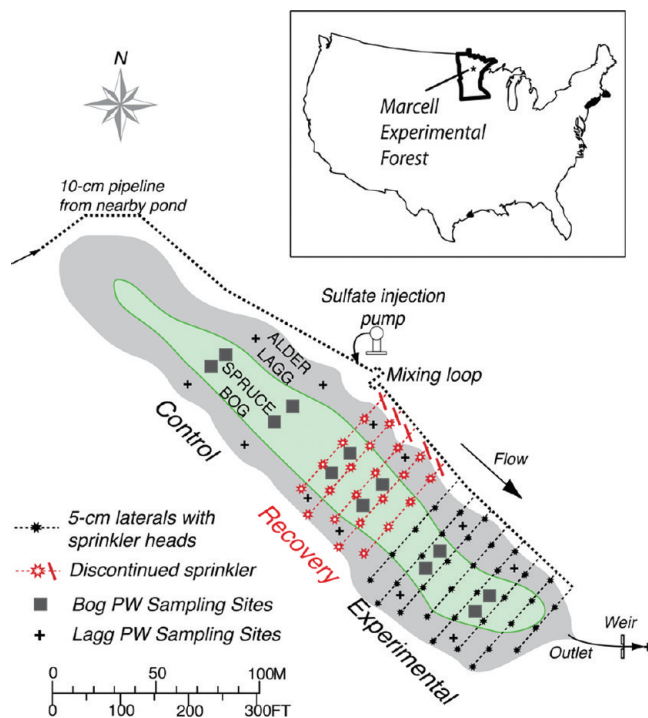 N
Marcell
Experimental
Forest
10-cm pipeline
from nearby pond
Sulfate injection
pump
Mixing loop
ALDER
LAGG
SPRUCE
BOG
Control
Flow
Recovery
Experimental
5-cm laterals with
sprinkler heads
Discontinued sprinkler
Bog PW Sampling Sites
Lagg PW Sampling Sites
Weir
Outlet
0 50 100M
0 100 200 300FT